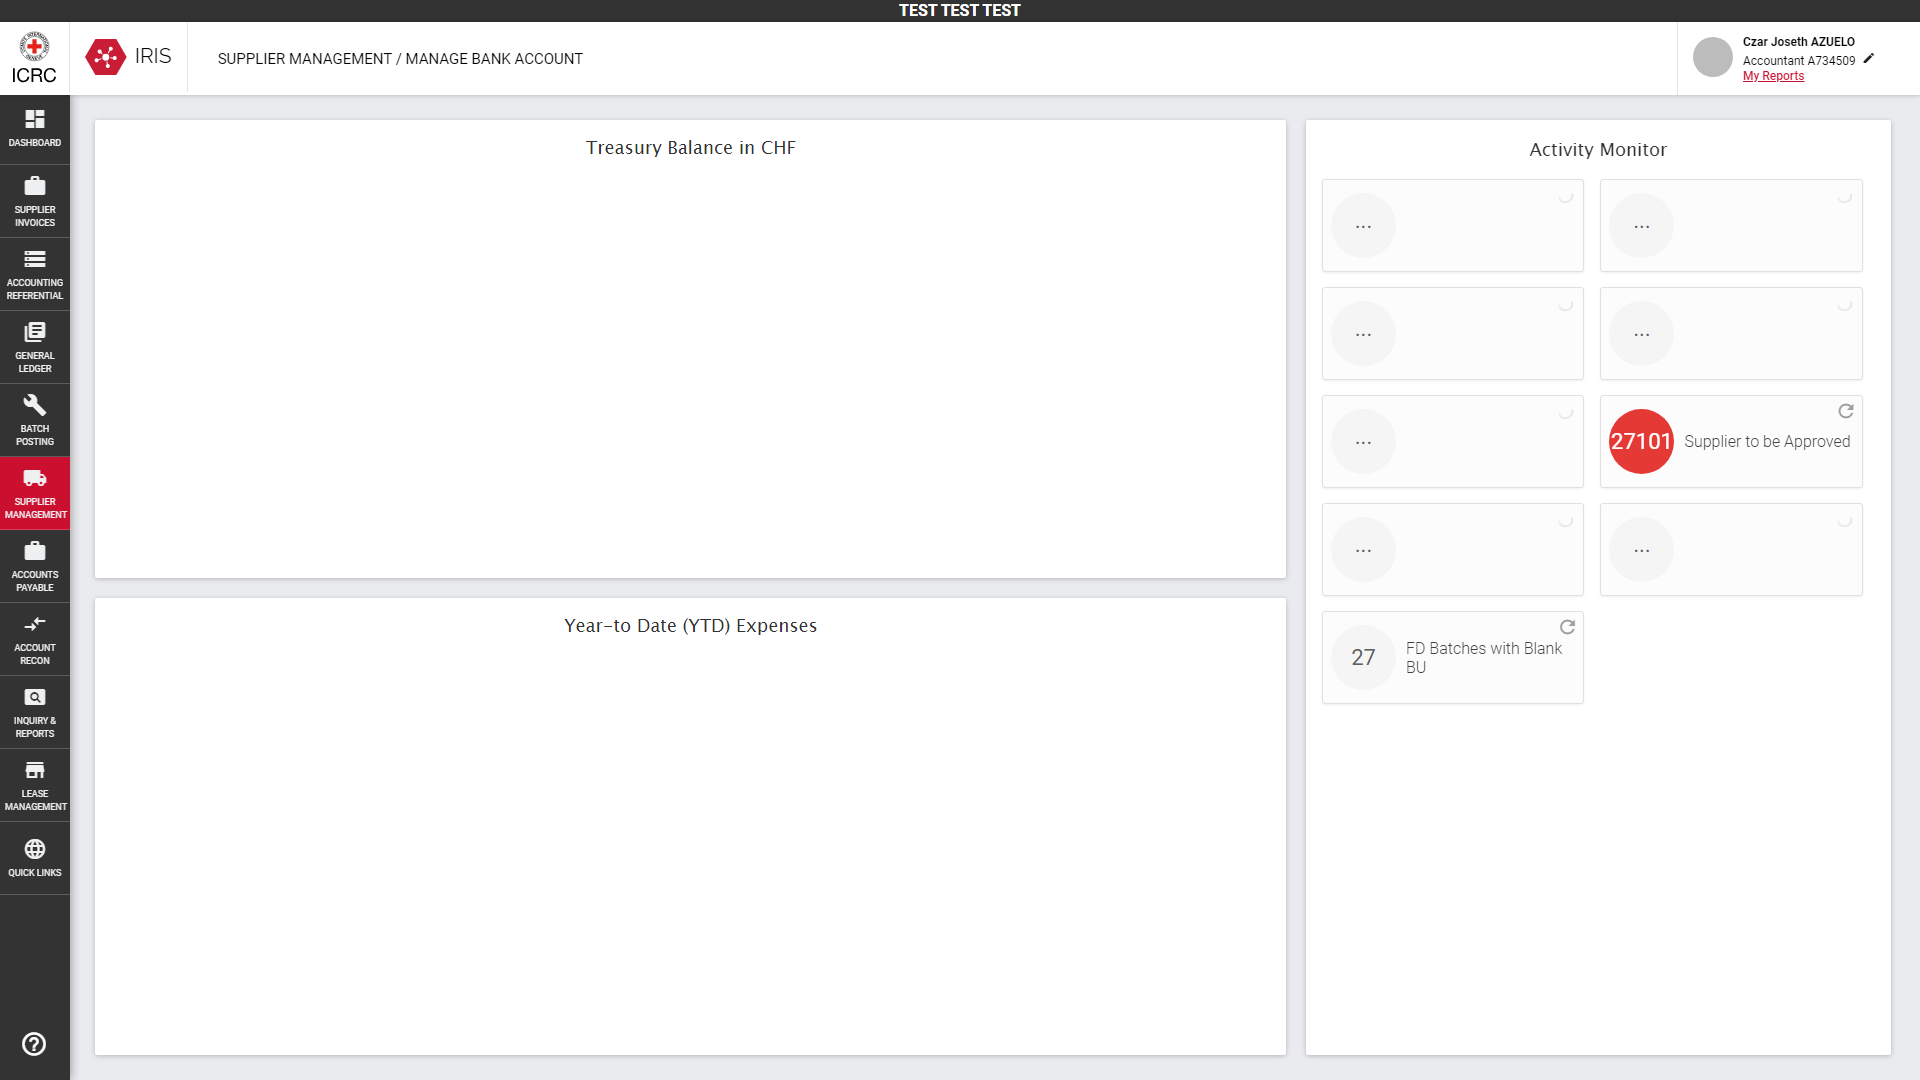 TEST TEST TEST
ICRC
IRIS
SUPPLIER MANAGEMENT / MANAGE BANK ACCOUNT
Czar Joseth AZUELO
Accountant A734509
My Reports
DASHBOARD
SUPPLIER
INVOICES
ACCOUNTING
REFERENTIAL
GENERAL
LEDGER
BATCH
POSTING
SUPPLIER
MANAGEMENT
ACCOUNTS
PAYABLE
ACCOUNT
RECON
INQUIRY &
REPORTS
LEASE
MANAGEMENT
QUICK LINKS
Treasury Balance in CHF
Year-to Date (YTD) Expenses
Activity Monitor
...
...
...
...
...
27101
Supplier to be Approved
...
...
27
FD Batches with Blank
BU